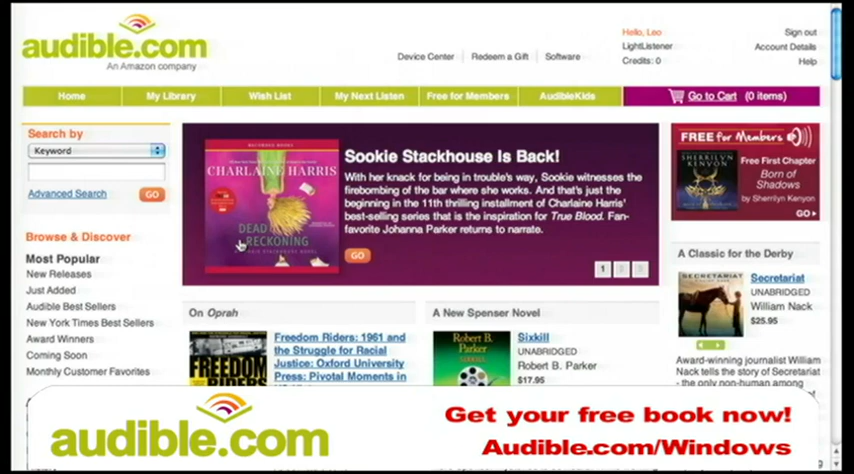 audible.com
An Amazon company
Device Center
Redeem a Gift
Software
Hello, Leo
LightListener
Credits: 0
Sign out
Account Details
Help
Home
My Library
Wish List
My Next Listen
Free for Members
AudibleKids
Go to Cart (0 items)
Search by
Keyword
Advanced Search
GO
Browse & Discover
Most Popular
New Releases
Just Added
Audible Best Sellers
New York Times Best Sellers
Award Winners
Coming Soon
Monthly Customer Favorites
CHARLAINE HARRIS
DEAD
RECKONING
Sookie Stackhouse Is Back!
With her knack for being in trouble's way, Sookie witnesses the
firebombing of the bar where she works. And that's just the
beginning in the 11th thrilling installment of Charlaine Harris'
best-selling series that is the inspiration for True Blood. Fan-
favorite Johanna Parker returns to narrate.
GO
1
2
3
FREE for Members
SHERRILYN
KENYON
Free First Chapter
Born of
Shadows
by Sherrilyn Kenyon
GO
On Oprah
FREEDOM
RIDERS
Freedom Riders: 1961 and
the Struggle for Racial
Justice: Oxford University
Press: Pivotal Moments in
A New Spenser Novel
Robert B.
Parker
Sixkill
UNABRIDGED
Robert B. Parker
$17.95
A Classic for the Derby
SECRETARIAT
Secretariat
UNABRIDGED
William Nack
$25.95
Award-winning journalist William
Nack tells the story of Secretariat
- the only non-human among
audible.com
Get your free book now!
Audible.com/Windows